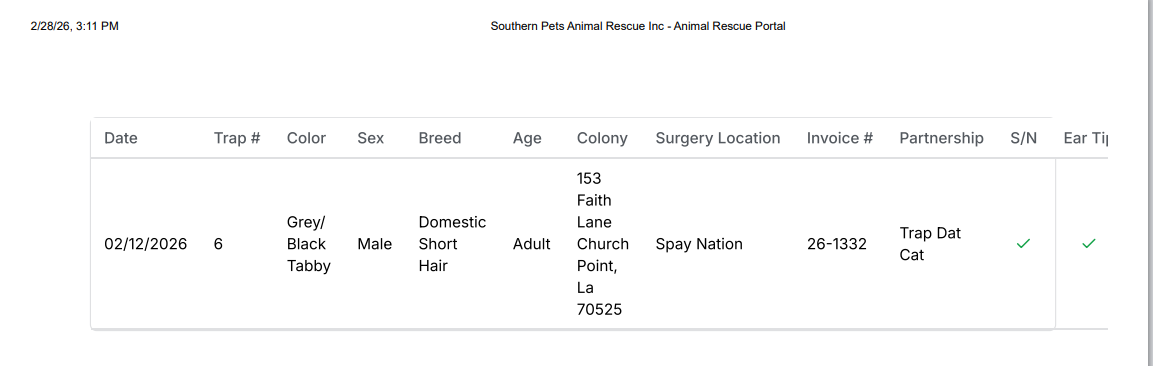 2/28/26, 3:11 PM Southern Pets Animal Rescue Inc - Animal Rescue Portal
Date Trap # Color Sex Breed Age Colony Surgery Location Invoice # Partnership S/N Ear Tip
02/12/2026 6 Grey/ Black Tabby Male Domestic Short Hair Adult 153 Faith Lane Church Point, La 70525 Spay Nation 26-1332 Trap Dat Cat ✓ ✓